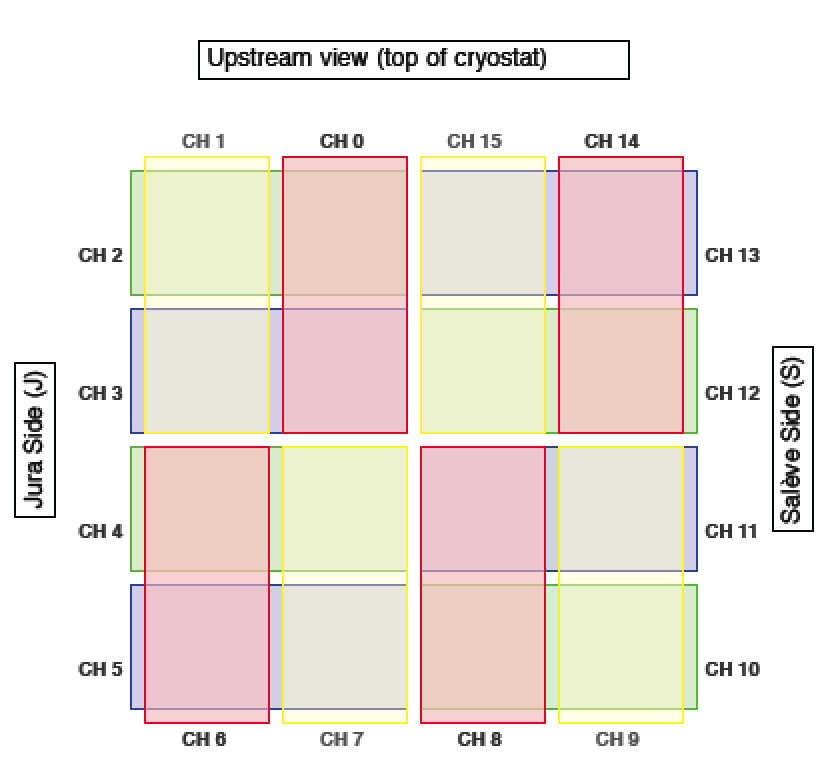 Upstream view (top of cryostat)
CH 1
CH 0
CH 15
CH 14
CH 2
CH 13
CH 3
CH 12
Jura Side (J)
Salève Side (S)
CH 4
CH 11
CH 5
CH 10
CH 6
CH 7
CH 8
CH 9